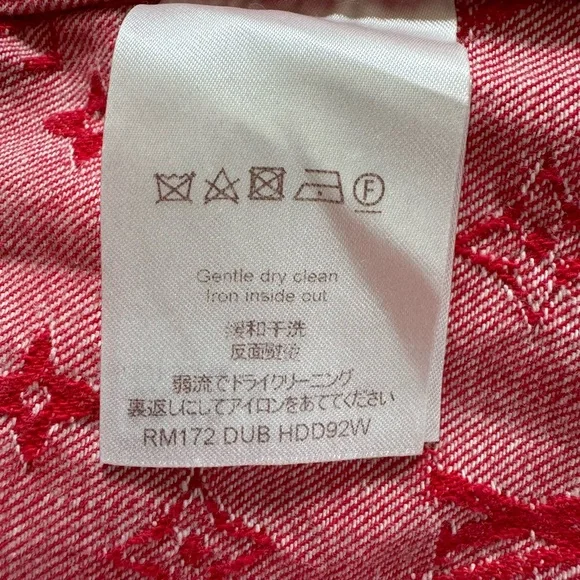 F
Gentle dry clean
Iron inside out
缓和干洗
反面熨烫
弱流でドライクリーニング
裏返しにしてアイロンをあててください
RM172 DUB HDD92W